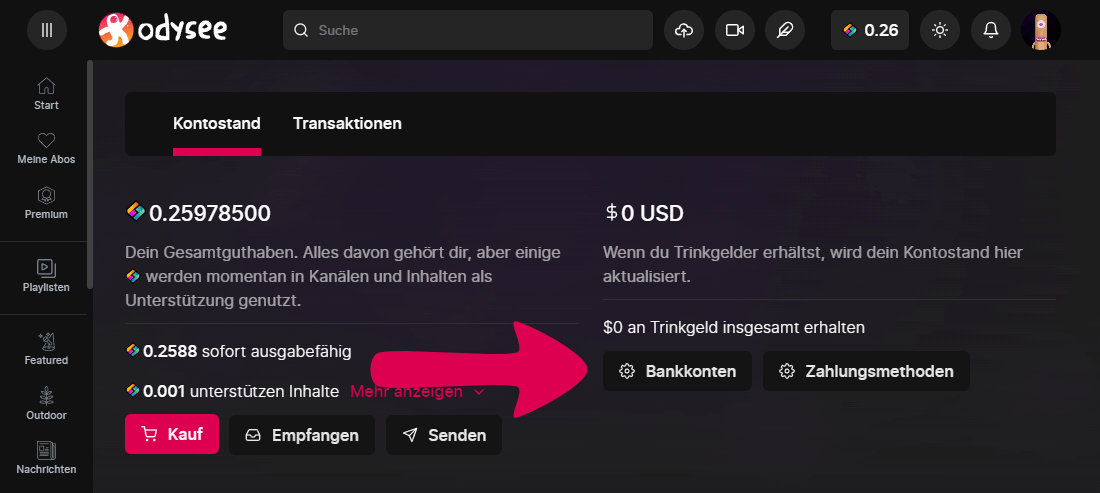 odysee
Suche
0.26
Start
Meine Abos
Premium
Playlisten
Featured
Outdoor
Nachrichten
Kontostand
Transaktionen
0.25978500
Dein Gesamtguthaben. Alles davon gehört dir, aber einige
werden momentan in Kanälen und Inhalten als
Unterstützung genutzt.
0.2588 sofort ausgabefähig
0.001 unterstützen Inhalte Mehr anzeigen
Kauf
Empfangen
Senden
$0 USD
Wenn du Trinkgelder erhältst, wird dein Kontostand hier
aktualisiert.
$0 an Trinkgeld insgesamt erhalten
Bankkonten
Zahlungsmethoden